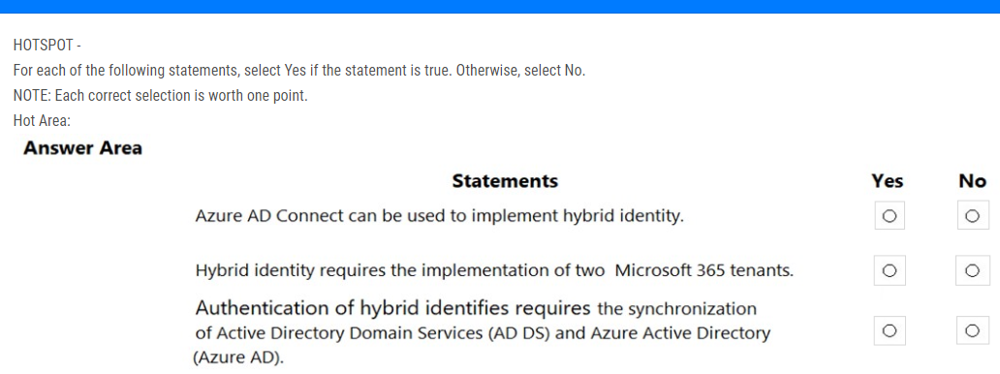 HOTSPOT -
For each of the following statements, select Yes if the statement is true. Otherwise, select No.
NOTE: Each correct selection is worth one point.
Hot Area:
Answer Area
Statements Yes No
Azure AD Connect can be used to implement hybrid identity.
Hybrid identity requires the implementation of two Microsoft 365 tenants.
Authentication of hybrid identifies requires the synchronization
of Active Directory Domain Services (AD DS) and Azure Active Directory
(Azure AD).